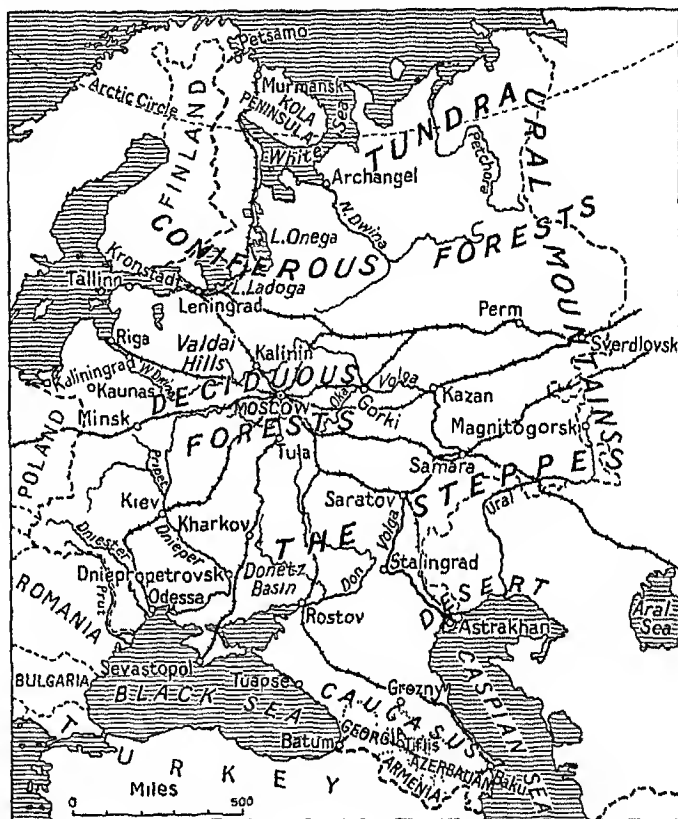 Petsamo
Murmansk
KOLA
PENINSULA
Arctic Circle
FINLAND
White Sea
TUNDRA
URAL MOUNTAINS
Petchora
Archangel
N. Dwina
CONIFEROUS FORESTS
L. Onega
Kronstadt
Tallinn
L. Ladoga
Leningrad
Perm
Sverdlovsk
Riga
Valdai
Hills
Kalinin
Kaliningrad
W. Dwina
Kaunas
DECIDUOUS
FORESTS
Volga
Moscow
Oka
Gorki
Kazan
Minsk
Magnitogorsk
POLAND
Tula
Samara
Pripet
THE STEPPE
Saratov
Ural
Kiev
Kharkov
Dnieper
Dniester
Volga
Stalingrad
Dniepropetrovsk
Donetz
Basin
Don
DESERT
Odessa
Prut
ROMANIA
Rostov
Astrakhan
Aral
Sea
Sevastopol
BULGARIA
BLACK SEA
Tuapse
Grozny
CAUCASUS
CASPIAN SEA
GEORGIA
Tiflis
Batum
AZERBAIJAN
Baku
ARMENIA
TURKEY
Miles
0 500